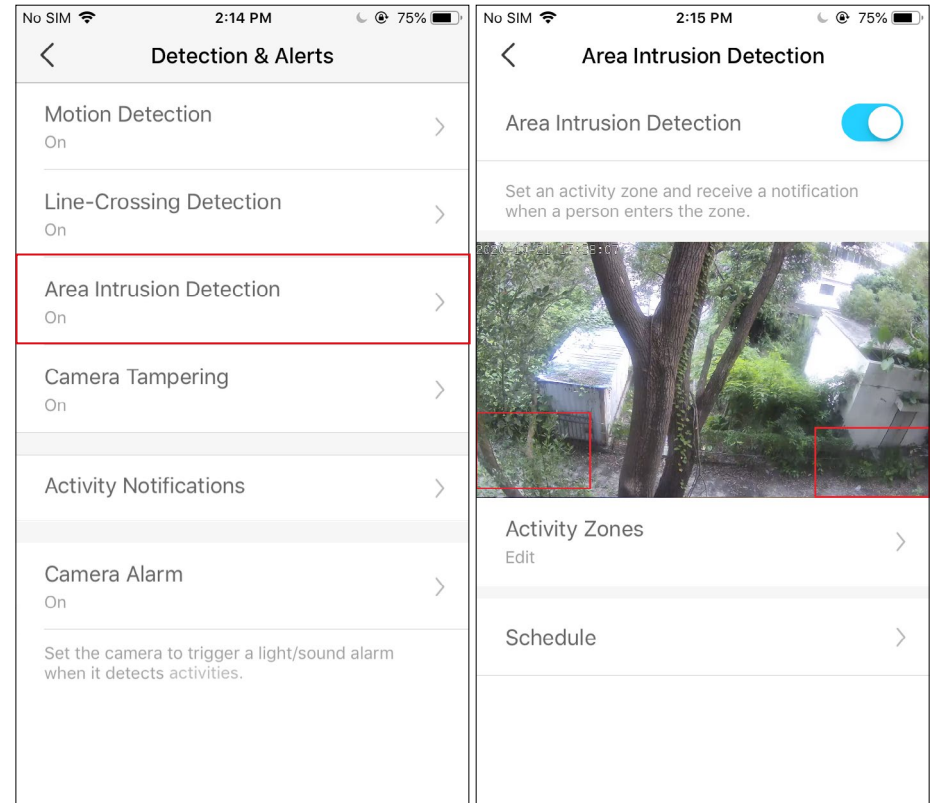 No SIM 2:14 PM 75%
Detection & Alerts
Motion Detection
On
Line-Crossing Detection
On
Area Intrusion Detection
On
Camera Tampering
On
Activity Notifications
Camera Alarm
On
Set the camera to trigger a light/sound alarm
when it detects activities.
No SIM 2:15 PM 75%
Area Intrusion Detection
Area Intrusion Detection
Set an activity zone and receive a notification
when a person enters the zone.
Activity Zones
Edit
Schedule